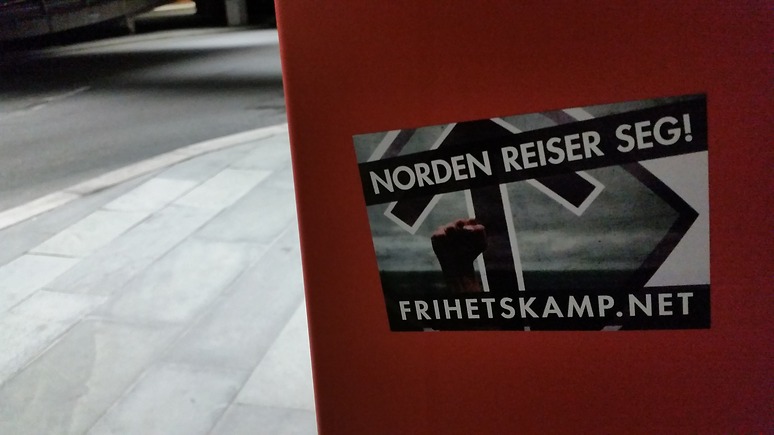 NORDEN REISER SEG!
FRIHETSKAMP.NET